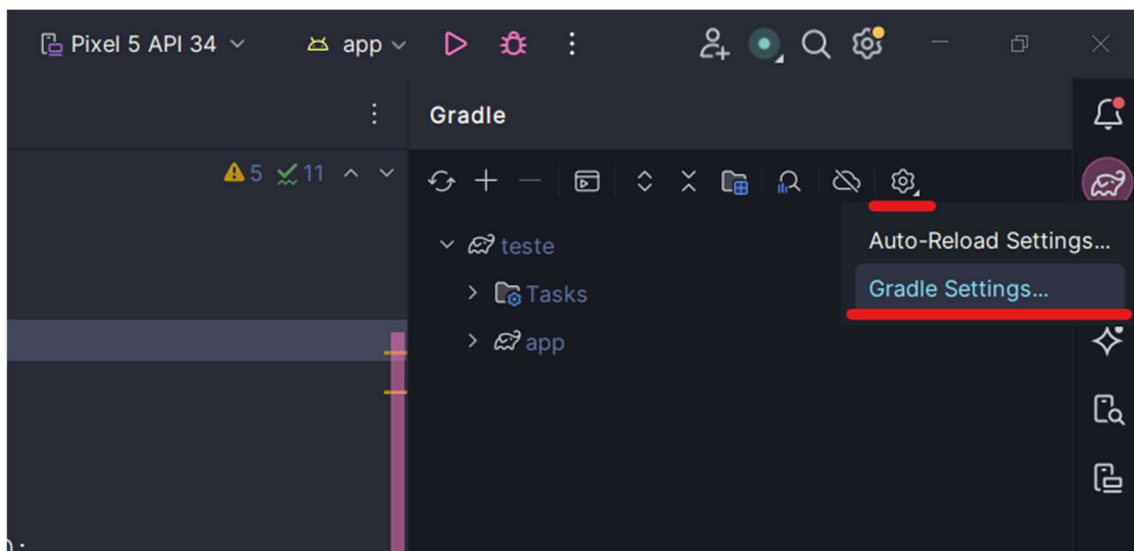 Pixel 5 API 34
app
Gradle
5
11
teste
Auto-Reload Settings...
Tasks
Gradle Settings...
app